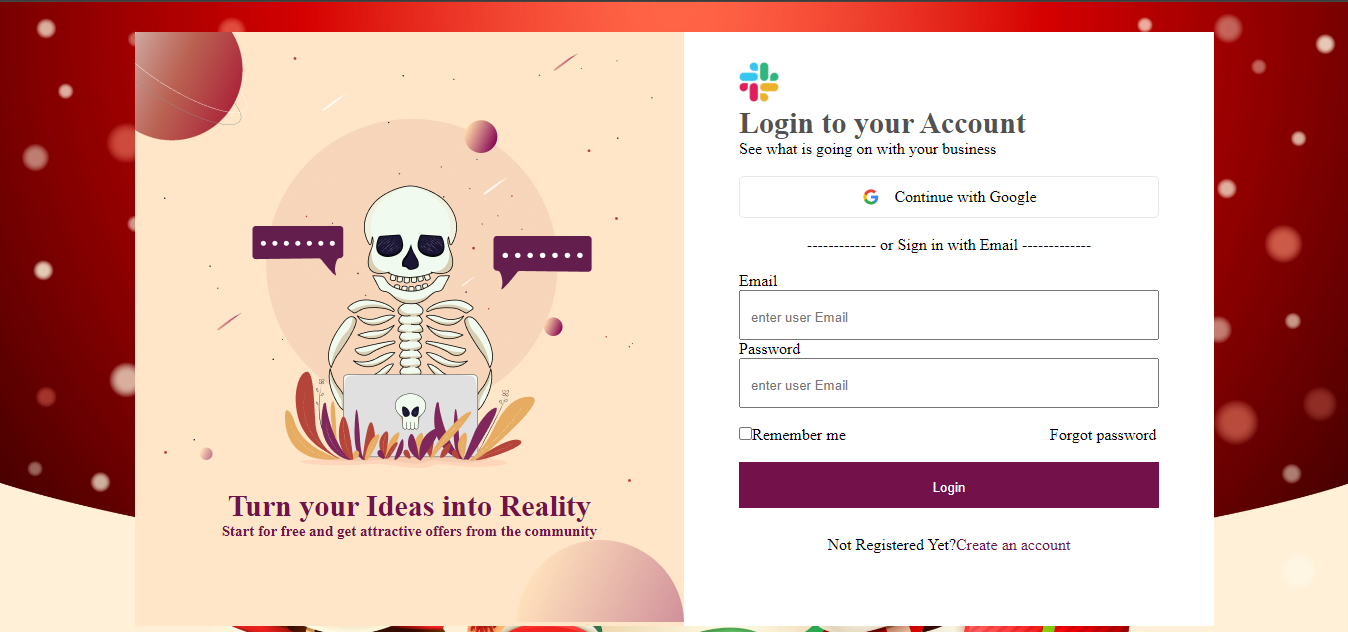 Turn your Ideas into Reality
Start for free and get attractive offers from the community
Login to your Account
See what is going on with your business
Continue with Google
------------- or Sign in with Email -------------
Email
enter user Email
Password
enter user Email
Remember me
Forgot password
Login
Not Registered Yet?Create an account